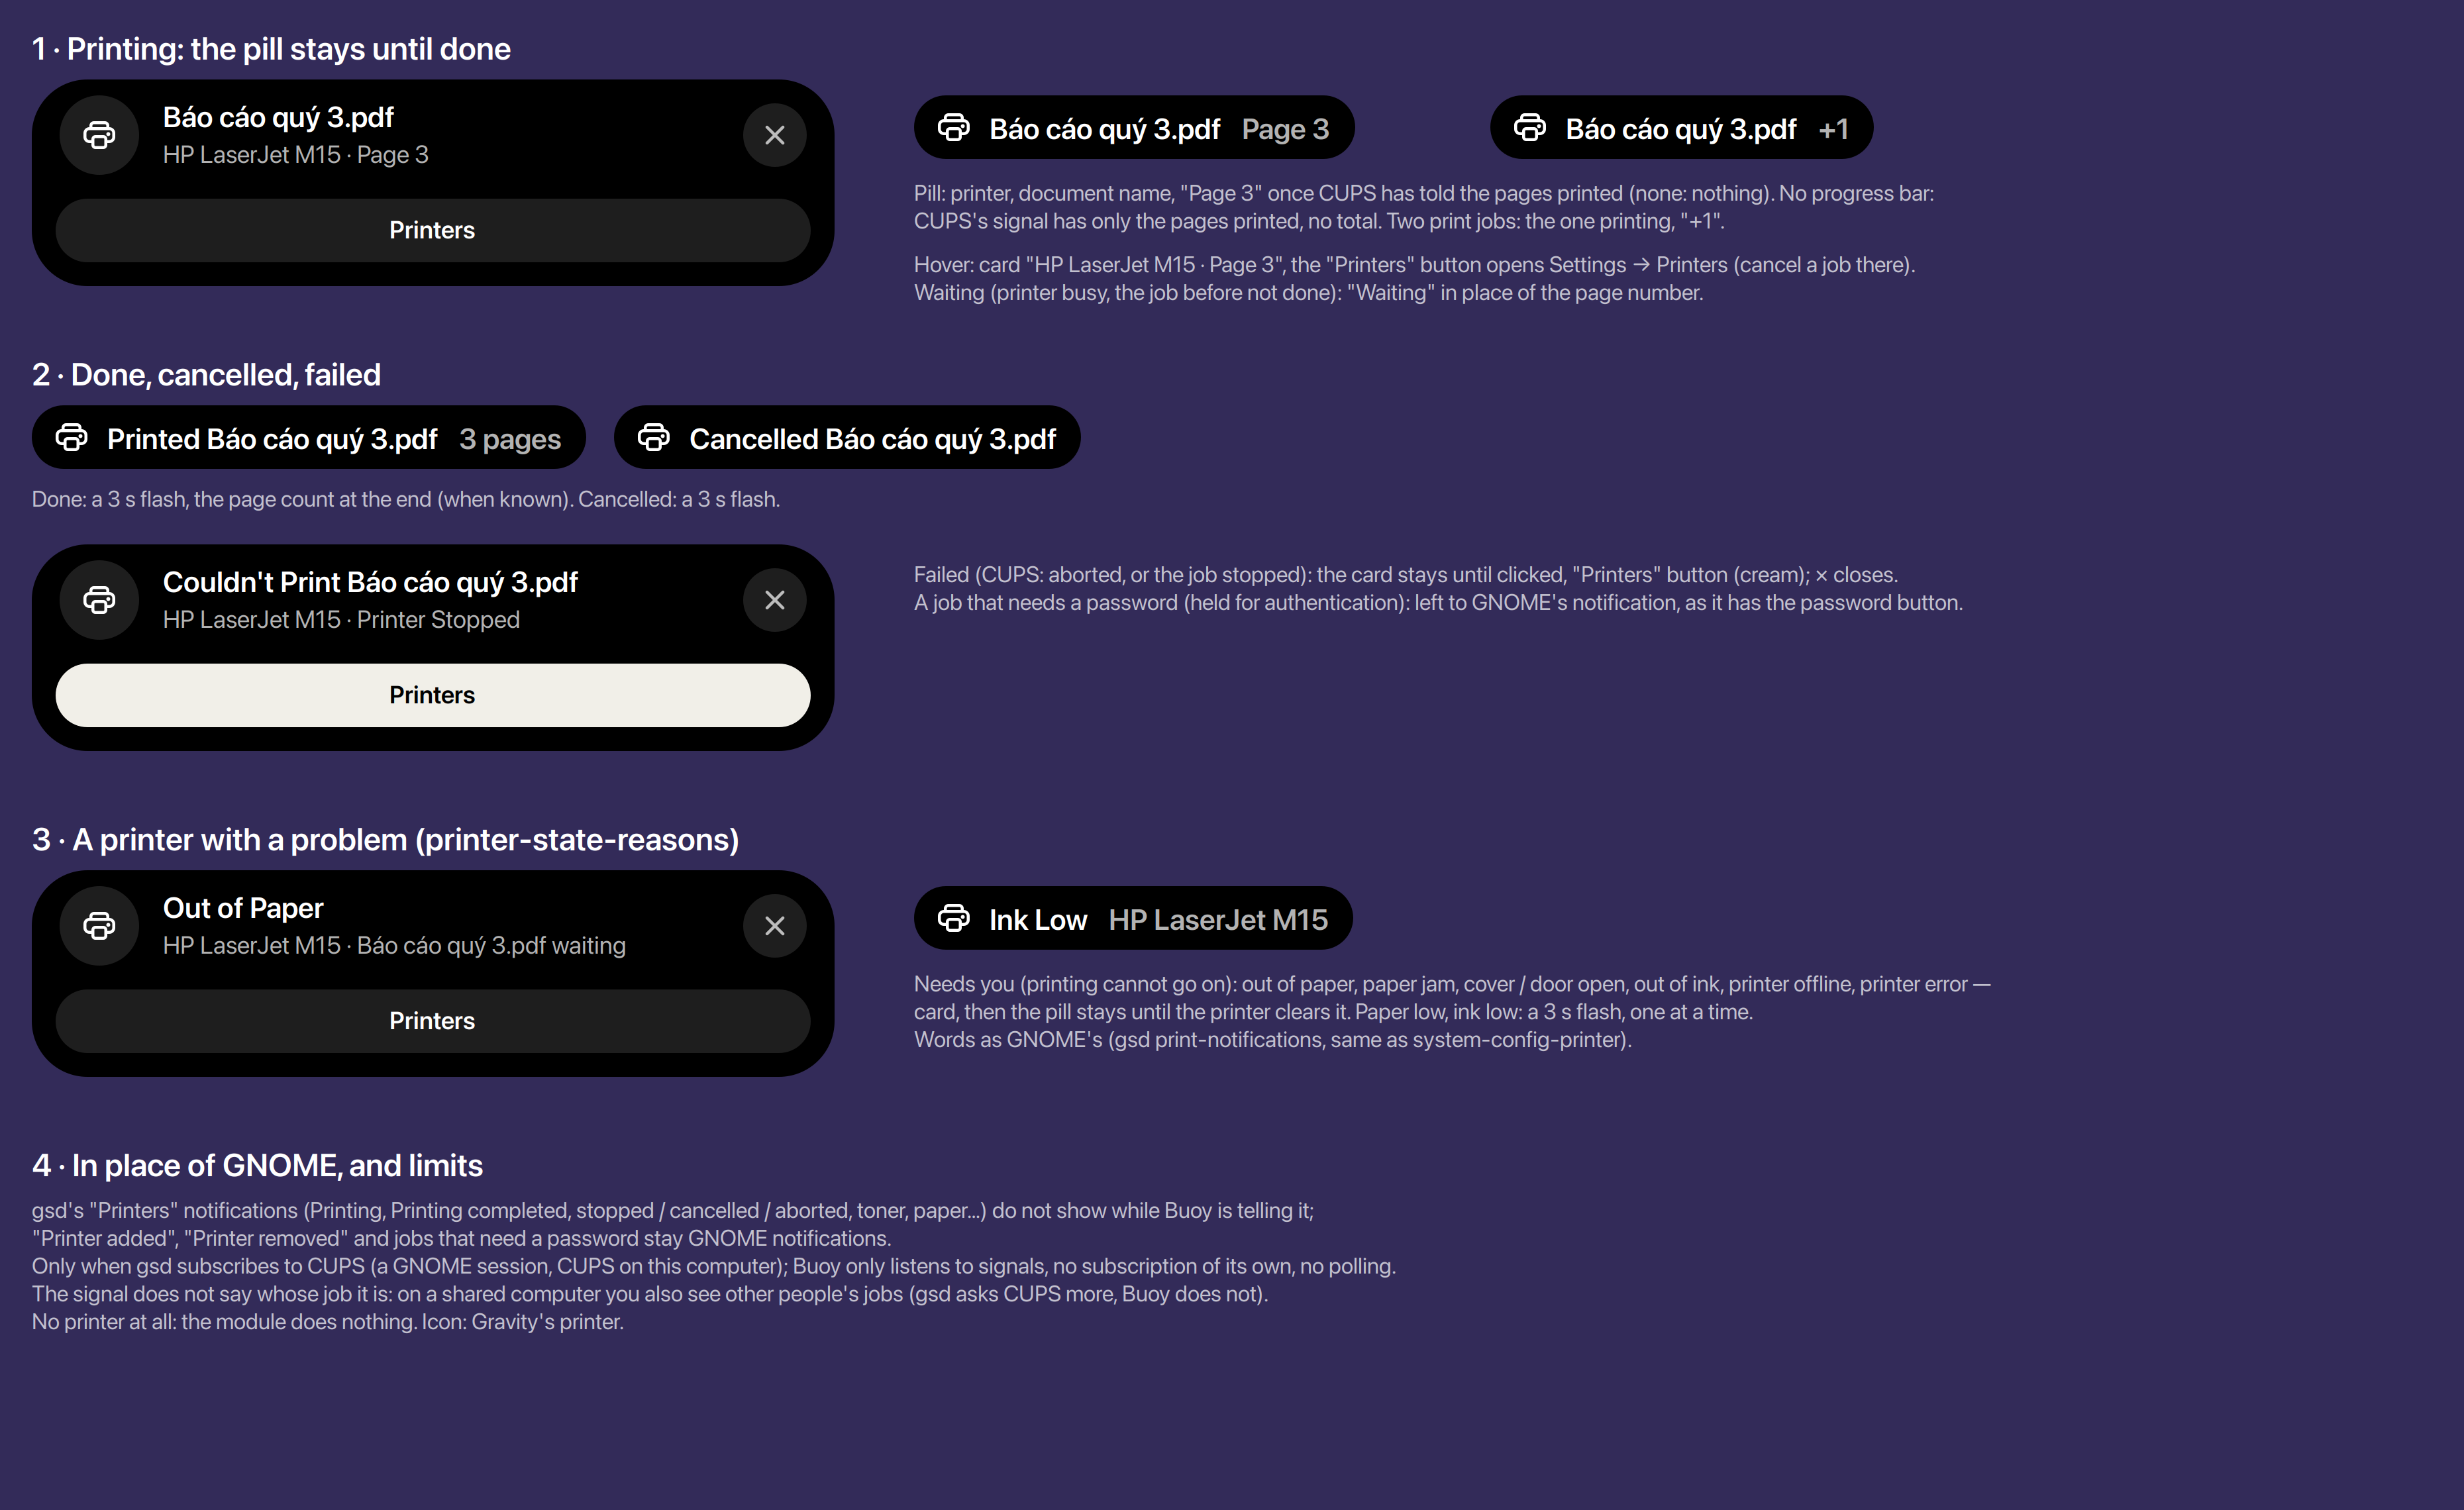 1 · Printing: the pill stays until done
Báo cáo quý 3.pdf
HP LaserJet M15 · Page 3
Printers
Báo cáo quý 3.pdf Page 3
Báo cáo quý 3.pdf +1
Pill: printer, document name, "Page 3" once CUPS has told the pages printed (none: nothing). No progress bar:
CUPS's signal has only the pages printed, no total. Two print jobs: the one printing, "+1".
Hover: card "HP LaserJet M15 · Page 3", the "Printers" button opens Settings → Printers (cancel a job there).
Waiting (printer busy, the job before not done): "Waiting" in place of the page number.
2 · Done, cancelled, failed
Printed Báo cáo quý 3.pdf 3 pages
Cancelled Báo cáo quý 3.pdf
Done: a 3 s flash, the page count at the end (when known). Cancelled: a 3 s flash.
Couldn't Print Báo cáo quý 3.pdf
HP LaserJet M15 · Printer Stopped
Printers
Failed (CUPS: aborted, or the job stopped): the card stays until clicked, "Printers" button (cream); × closes.
A job that needs a password (held for authentication): left to GNOME's notification, as it has the password button.
3 · A printer with a problem (printer-state-reasons)
Out of Paper
HP LaserJet M15 · Báo cáo quý 3.pdf waiting
Printers
Ink Low HP LaserJet M15
Needs you (printing cannot go on): out of paper, paper jam, cover / door open, out of ink, printer offline, printer error —
card, then the pill stays until the printer clears it. Paper low, ink low: a 3 s flash, one at a time.
Words as GNOME's (gsd print-notifications, same as system-config-printer).
4 · In place of GNOME, and limits
gsd's "Printers" notifications (Printing, Printing completed, stopped / cancelled / aborted, toner, paper…) do not show while Buoy is telling it;
"Printer added", "Printer removed" and jobs that need a password stay GNOME notifications.
Only when gsd subscribes to CUPS (a GNOME session, CUPS on this computer); Buoy only listens to signals, no subscription of its own, no polling.
The signal does not say whose job it is: on a shared computer you also see other people's jobs (gsd asks CUPS more, Buoy does not).
No printer at all: the module does nothing. Icon: Gravity's printer.